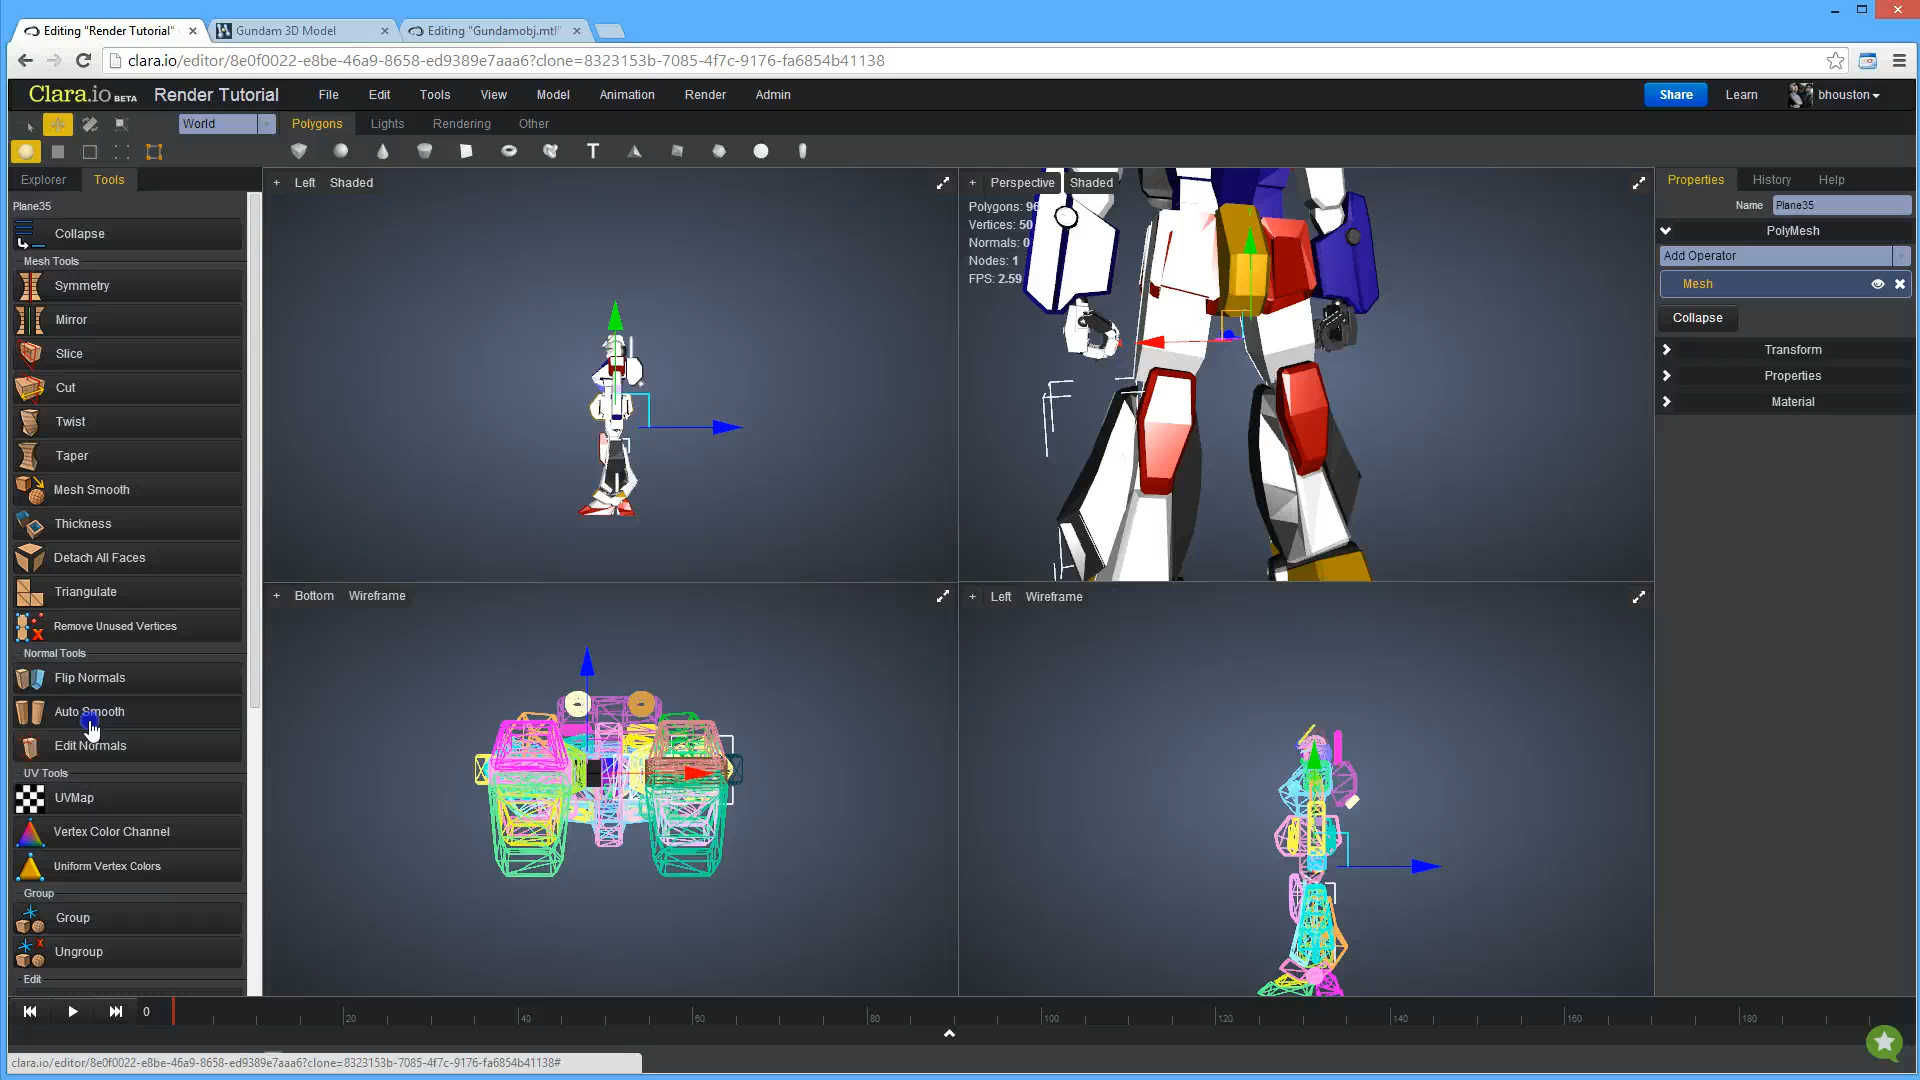 Editing "Render Tutorial"
Gundam 3D Model
Editing "Gundamobj.mtl"
clara.io/editor/8e0f0022-e8be-46a9-8658-ed9389e7aaa6?clone=8323153b-7085-4f7c-9176-fa6854b41138
Clara.io BETA
Render Tutorial
File Edit Tools View Model Animation Render Admin
Share Learn bhouston
World
Polygons Lights Rendering Other
T
Explorer Tools
Plane35
Collapse
Mesh Tools
Symmetry
Mirror
Slice
Cut
Twist
Taper
Mesh Smooth
Thickness
Detach All Faces
Triangulate
Remove Unused Vertices
Normal Tools
Flip Normals
Auto Smooth
Edit Normals
UV Tools
UVMap
Vertex Color Channel
Uniform Vertex Colors
Group
Group
Ungroup
Edit
+ Left Shaded
+ Perspective Shaded
Polygons: 96
Vertices: 50
Normals: 0
Nodes: 1
FPS: 2.59
+ Bottom Wireframe
+ Left Wireframe
Properties History Help
Name Plane35
PolyMesh
Add Operator
Mesh
Collapse
Transform
Properties
Material
0 20 40 60 80 100 120 140 160 180
clara.io/editor/8e0f0022-e8be-46a9-8658-ed9389e7aaa6?clone=8323153b-7085-4f7c-9176-fa6854b41138#